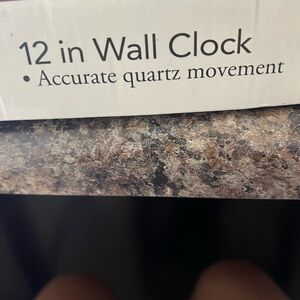 12 in Wall Clock
• Accurate quartz movement